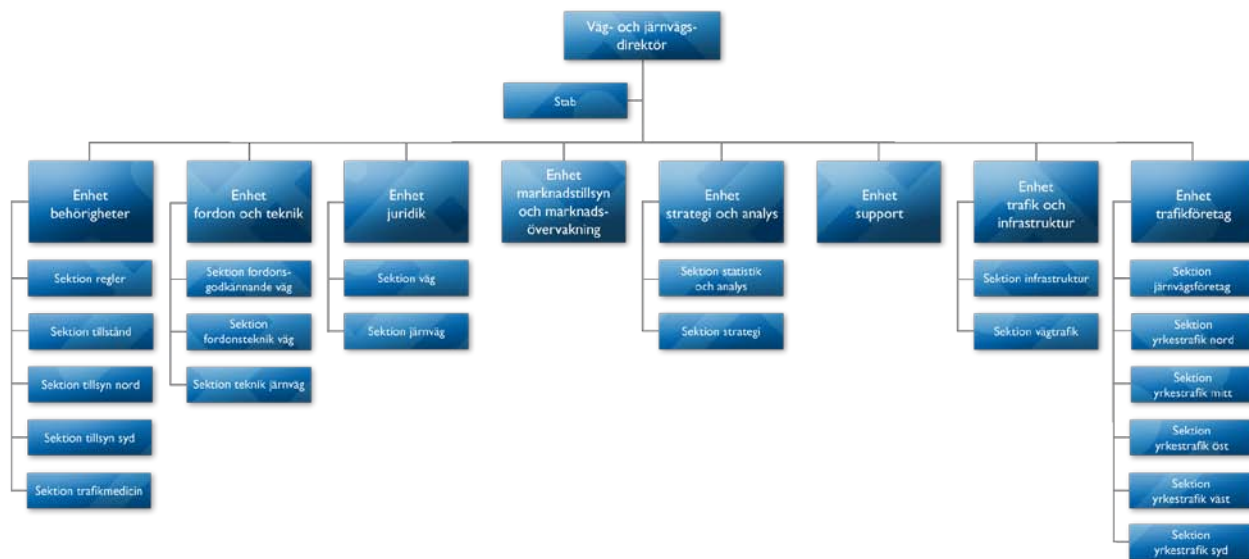 Väg- och järnvägs-
direktör
Stab
Enhet
behörigheter
Enhet
fordon och teknik
Enhet
juridik
Enhet
marknadstillsyn
och marknads-
övervakning
Enhet
strategi och analys
Enhet
support
Enhet
trafik och
infrastruktur
Enhet
trafikföretag
Sektion regler
Sektion tillstånd
Sektion tillsyn nord
Sektion tillsyn syd
Sektion trafikmedicin
Sektion fordons-
godkännande väg
Sektion
fordonsteknik väg
Sektion teknik järnväg
Sektion väg
Sektion järnväg
Sektion statistik
och analys
Sektion strategi
Sektion infrastruktur
Sektion vägtrafik
Sektion
järnvägsföretag
Sektion
yrkestrafik nord
Sektion
yrkestrafik mitt
Sektion
yrkestrafik öst
Sektion
yrkestrafik väst
Sektion
yrkestrafik syd